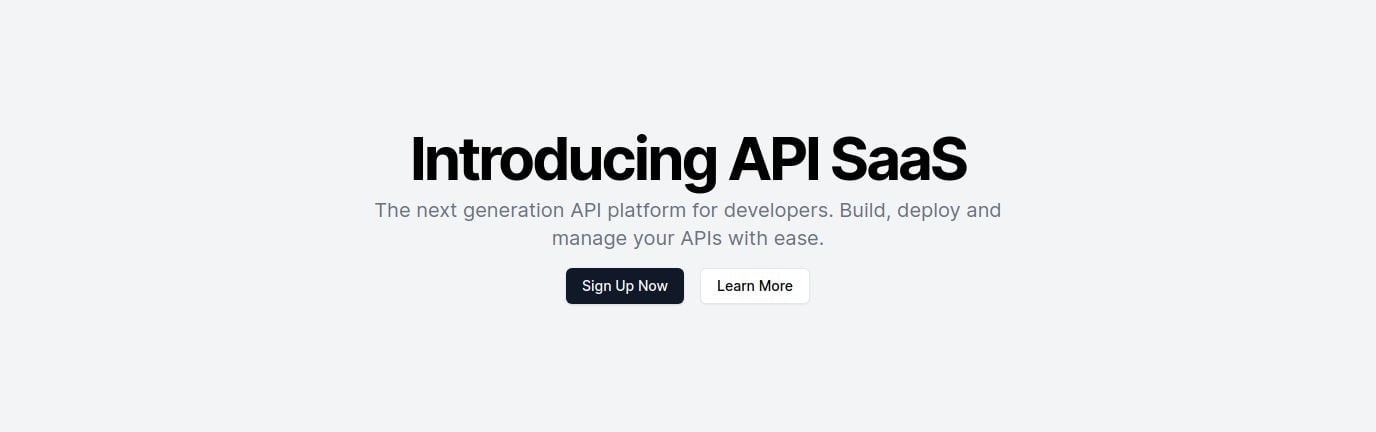 Introducing API SaaS
The next generation API platform for developers. Build, deploy and
manage your APIs with ease.
Sign Up Now
Learn More